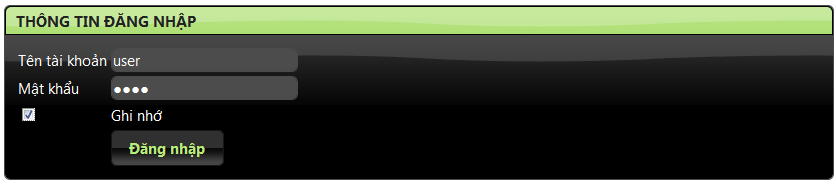 THÔNG TIN ĐĂNG NHẬP
Tên tài khoản user
Mật khẩu ●●●●
Ghi nhớ
Đăng nhập